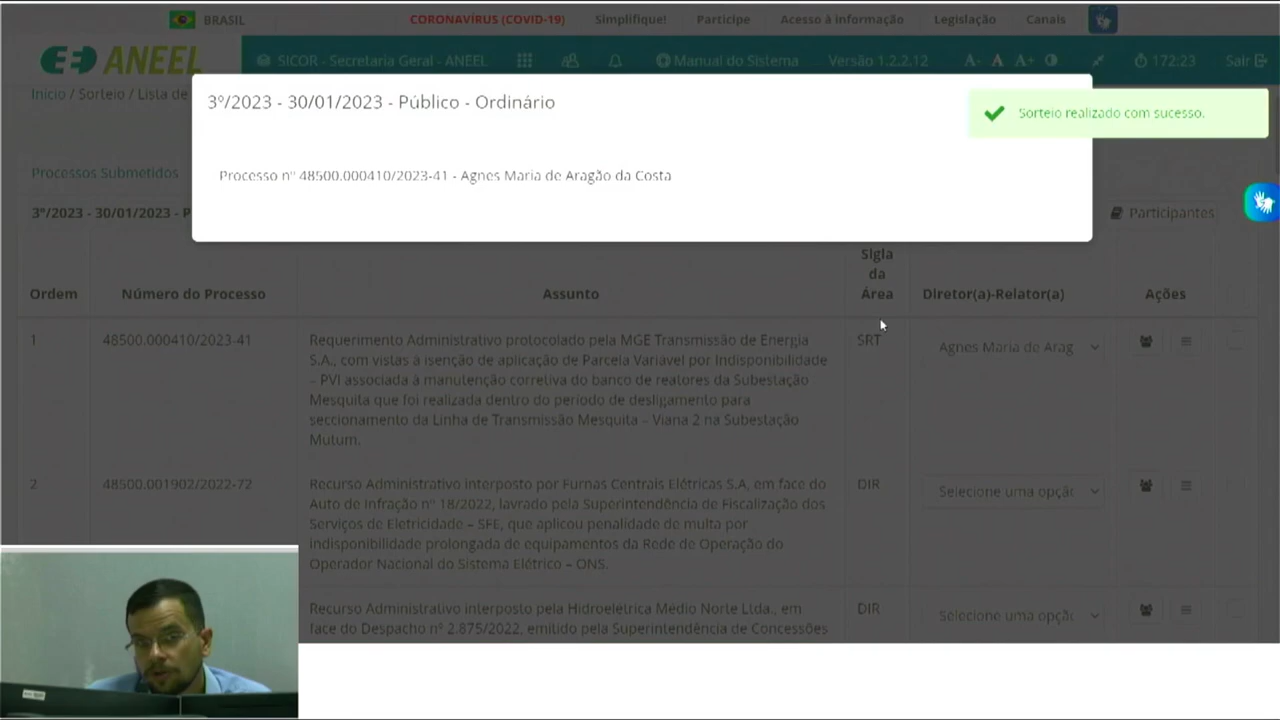 BRASIL CORONAVÍRUS (COVID-19) Simplifique! Participe Acesso à informação Legislação Canais
ANEEL SICOR - Secretaria Geral - ANEEL Manual do Sistema Versão 1.2.2.12 A- A A+ 172:23 Sair
Início / Sorteio / Lista de
3º/2023 - 30/01/2023 - Público - Ordinário
Sorteio realizado com sucesso.
Processo nº 48500.000410/2023-41 - Agnes Maria de Aragão da Costa
Processos Submetidos
3º/2023 - 30/01/2023 - P
Participantes
Ordem Número do Processo Assunto Sigla da Área Diretor(a)-Relator(a) Ações
1 48500.000410/2023-41
Requerimento Administrativo protocolado pela MGE Transmissão de Energia
S.A., com vistas à isenção de aplicação de Parcela Variável por Indisponibilidade
– PVI associada à manutenção corretiva do banco de reatores da Subestação
Mesquita que foi realizada dentro do período de desligamento para
seccionamento da Linha de Transmissão Mesquita – Viana 2 na Subestação
Mutum.
SRT Agnes Maria de Arag
2 48500.001902/2022-72
Recurso Administrativo interposto por Furnas Centrais Elétricas S.A, em face do
Auto de Infração nº 18/2022, lavrado pela Superintendência de Fiscalização dos
Serviços de Eletricidade – SFE, que aplicou penalidade de multa por
indisponibilidade prolongada de equipamentos da Rede de Operação do
Operador Nacional do Sistema Elétrico – ONS.
DIR Selecione uma opçã
Recurso Administrativo interposto pela Hidroelétrica Médio Norte Ltda., em
face do Despacho nº 2.875/2022, emitido pela Superintendência de Concessões
DIR Selecione uma opçã